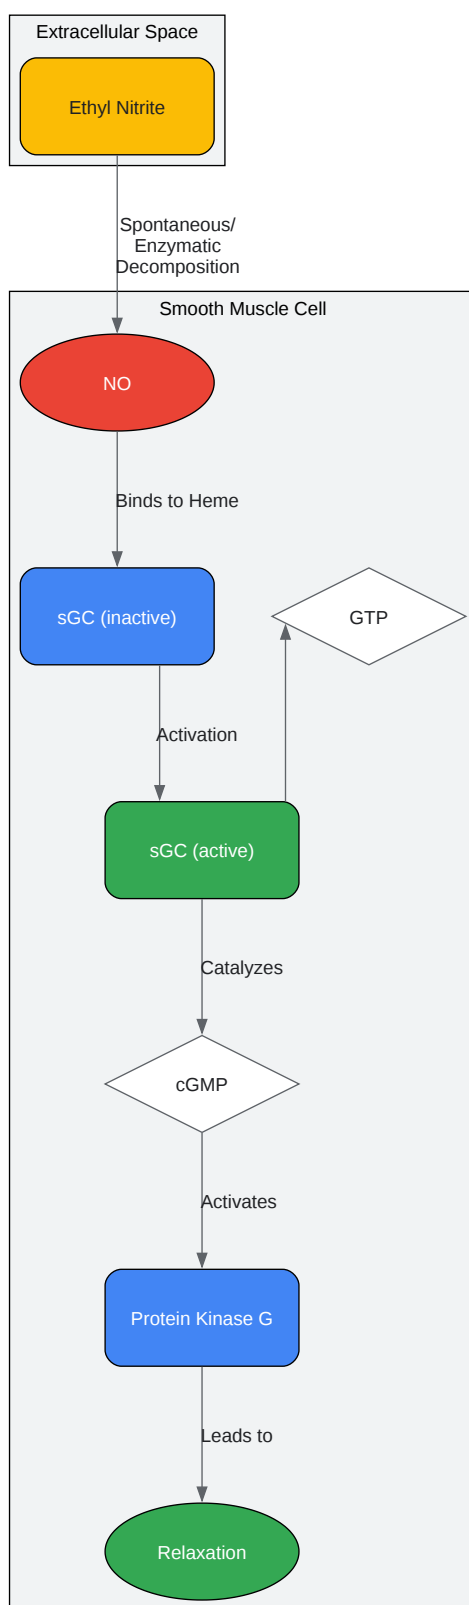 Extracellular Space
Ethyl Nitrite
Spontaneous/
Enzymatic
Decomposition
Smooth Muscle Cell
NO
Binds to Heme
sGC (inactive)
GTP
Activation
sGC (active)
Catalyzes
cGMP
Activates
Protein Kinase G
Leads to
Relaxation